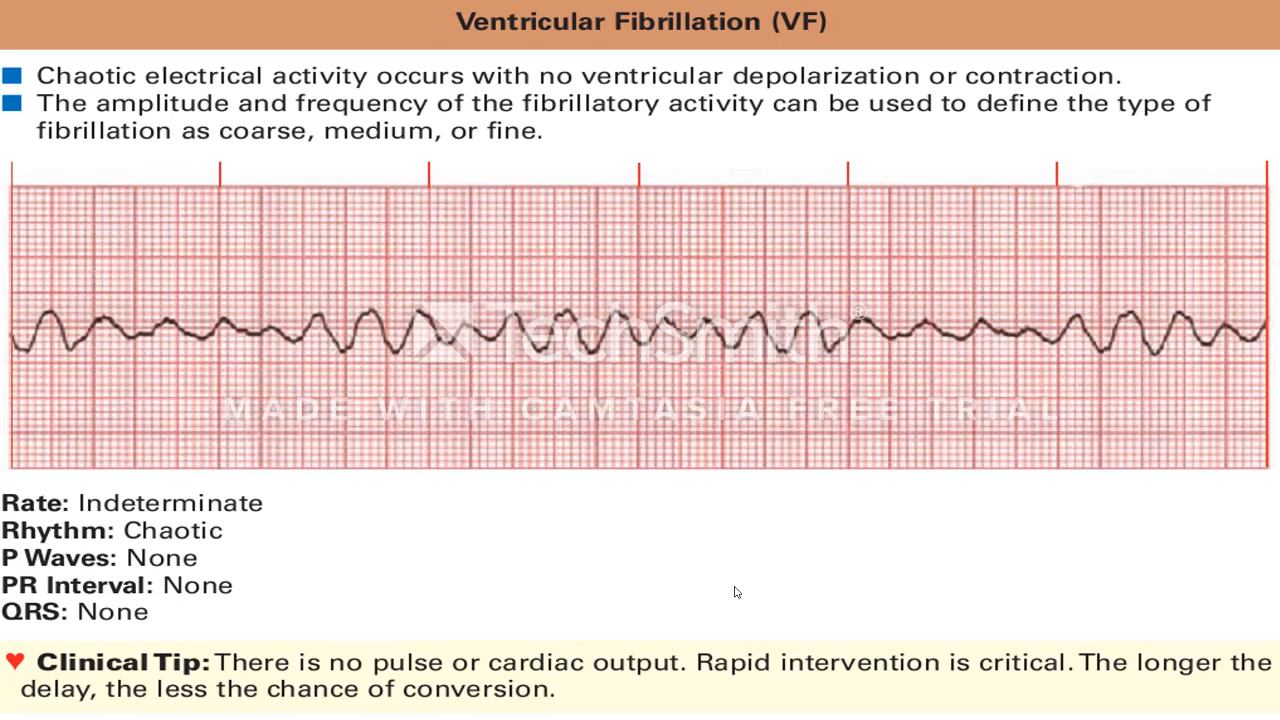 Ventricular Fibrillation (VF)
Chaotic electrical activity occurs with no ventricular depolarization or contraction.
The amplitude and frequency of the fibrillatory activity can be used to define the type of
fibrillation as coarse, medium, or fine.
TechSmith®
MADE WITH CAMTASIA FREE TRIAL
Rate: Indeterminate
Rhythm: Chaotic
P Waves: None
PR Interval: None
QRS: None
♥ Clinical Tip: There is no pulse or cardiac output. Rapid intervention is critical. The longer the
delay, the less the chance of conversion.